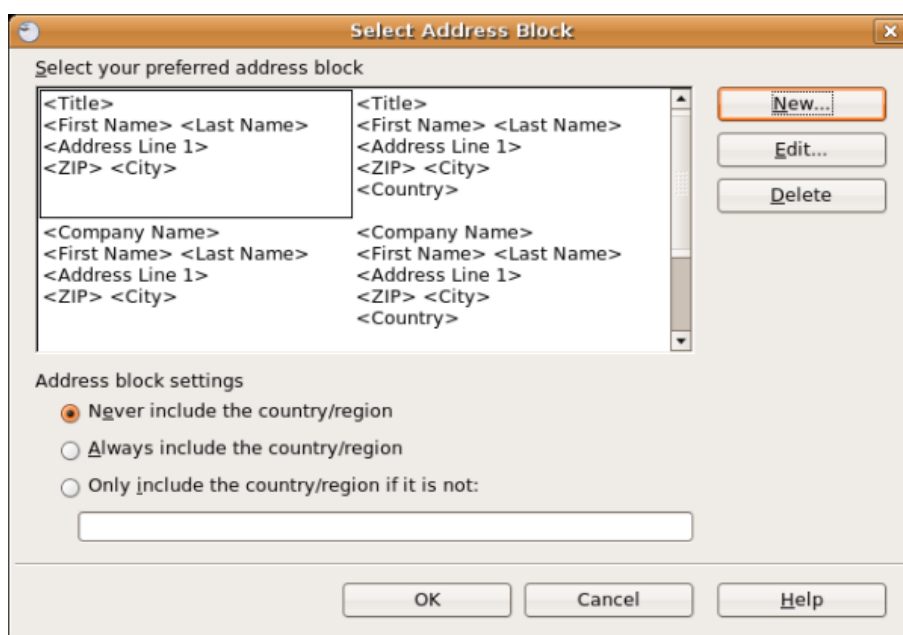 Select Address Block
Select your preferred address block
<Title>
<First Name> <Last Name>
<Address Line 1>
<ZIP> <City>
<Title>
<First Name> <Last Name>
<Address Line 1>
<ZIP> <City>
<Country>
<Company Name>
<First Name> <Last Name>
<Address Line 1>
<ZIP> <City>
<Company Name>
<First Name> <Last Name>
<Address Line 1>
<ZIP> <City>
<Country>
New...
Edit...
Delete
Address block settings
Never include the country/region
Always include the country/region
Only include the country/region if it is not:
OK
Cancel
Help